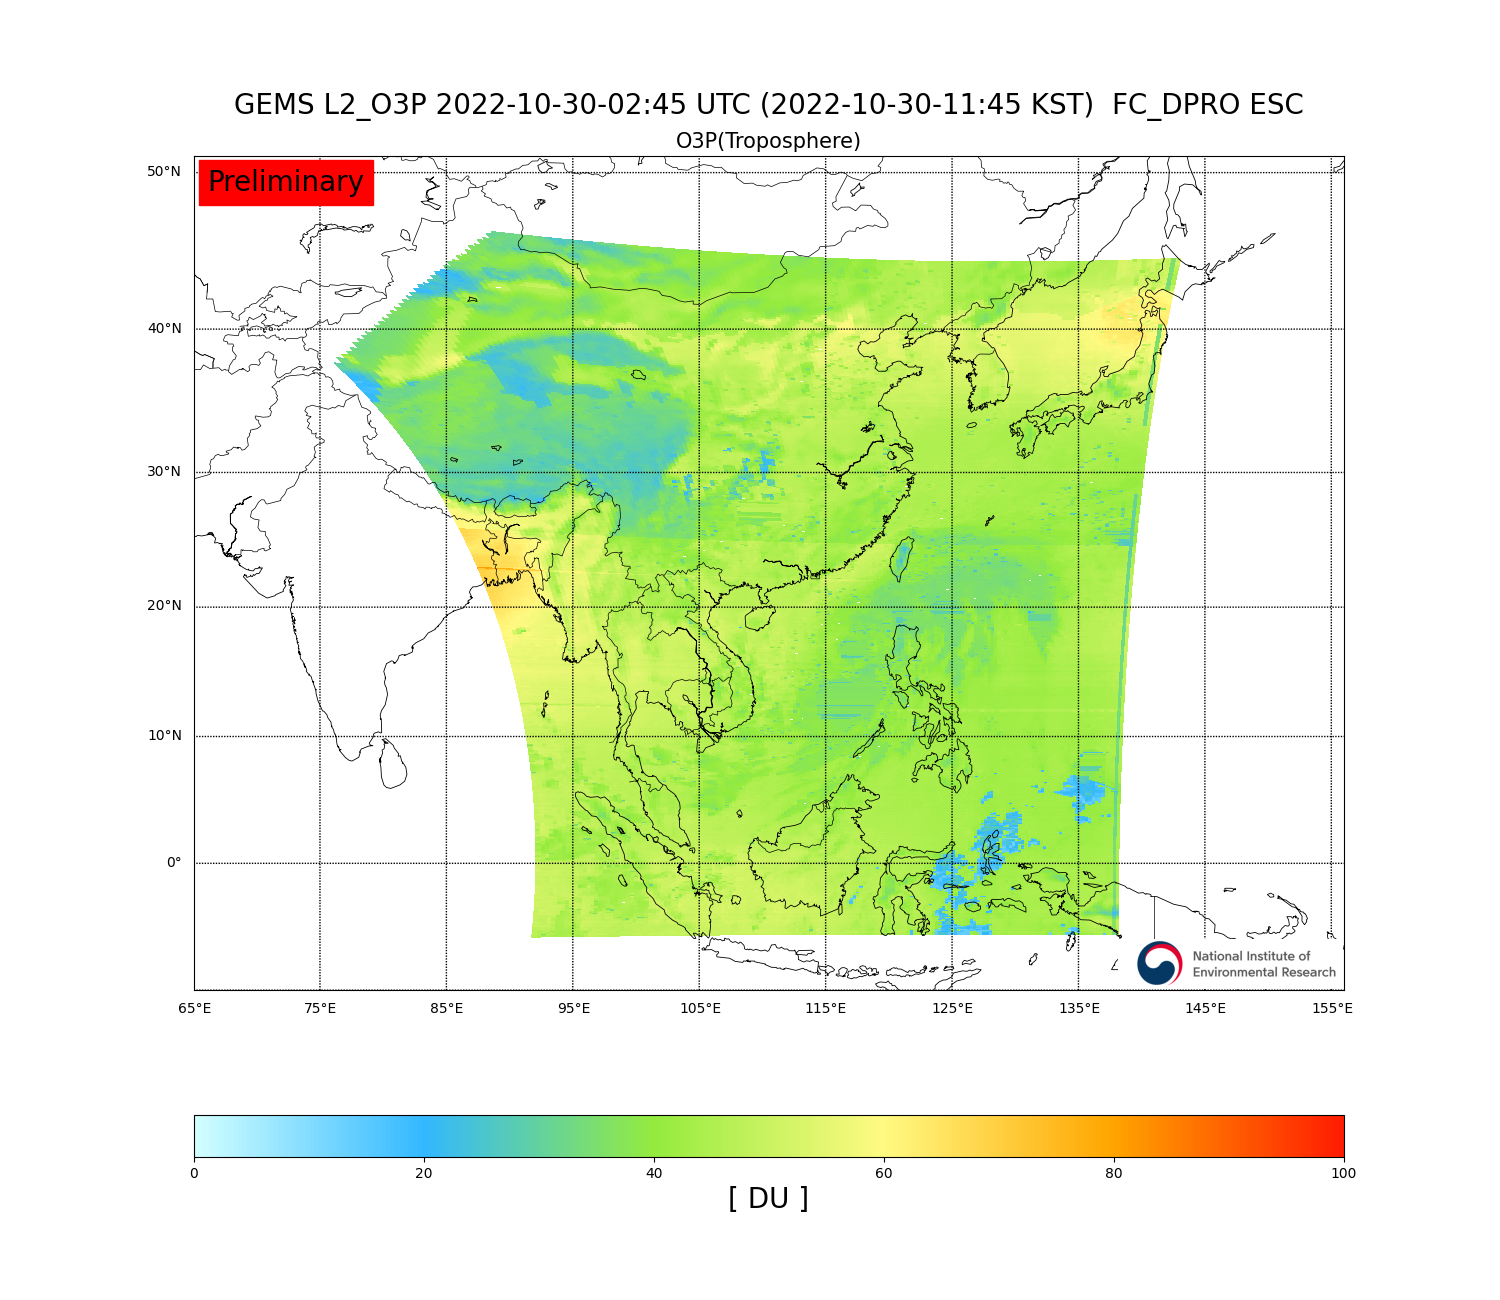 GEMS L2_O3P 2022-10-30-02:45 UTC (2022-10-30-11:45 KST)  FC_DPRO ESC
O3P(Troposphere)
Preliminary
50°N
40°N
30°N
20°N
10°N
0°
National Institute of
Environmental Research
65°E 75°E 85°E 95°E 105°E 115°E 125°E 135°E 145°E 155°E
0 20 40 60 80 100
[ DU ]